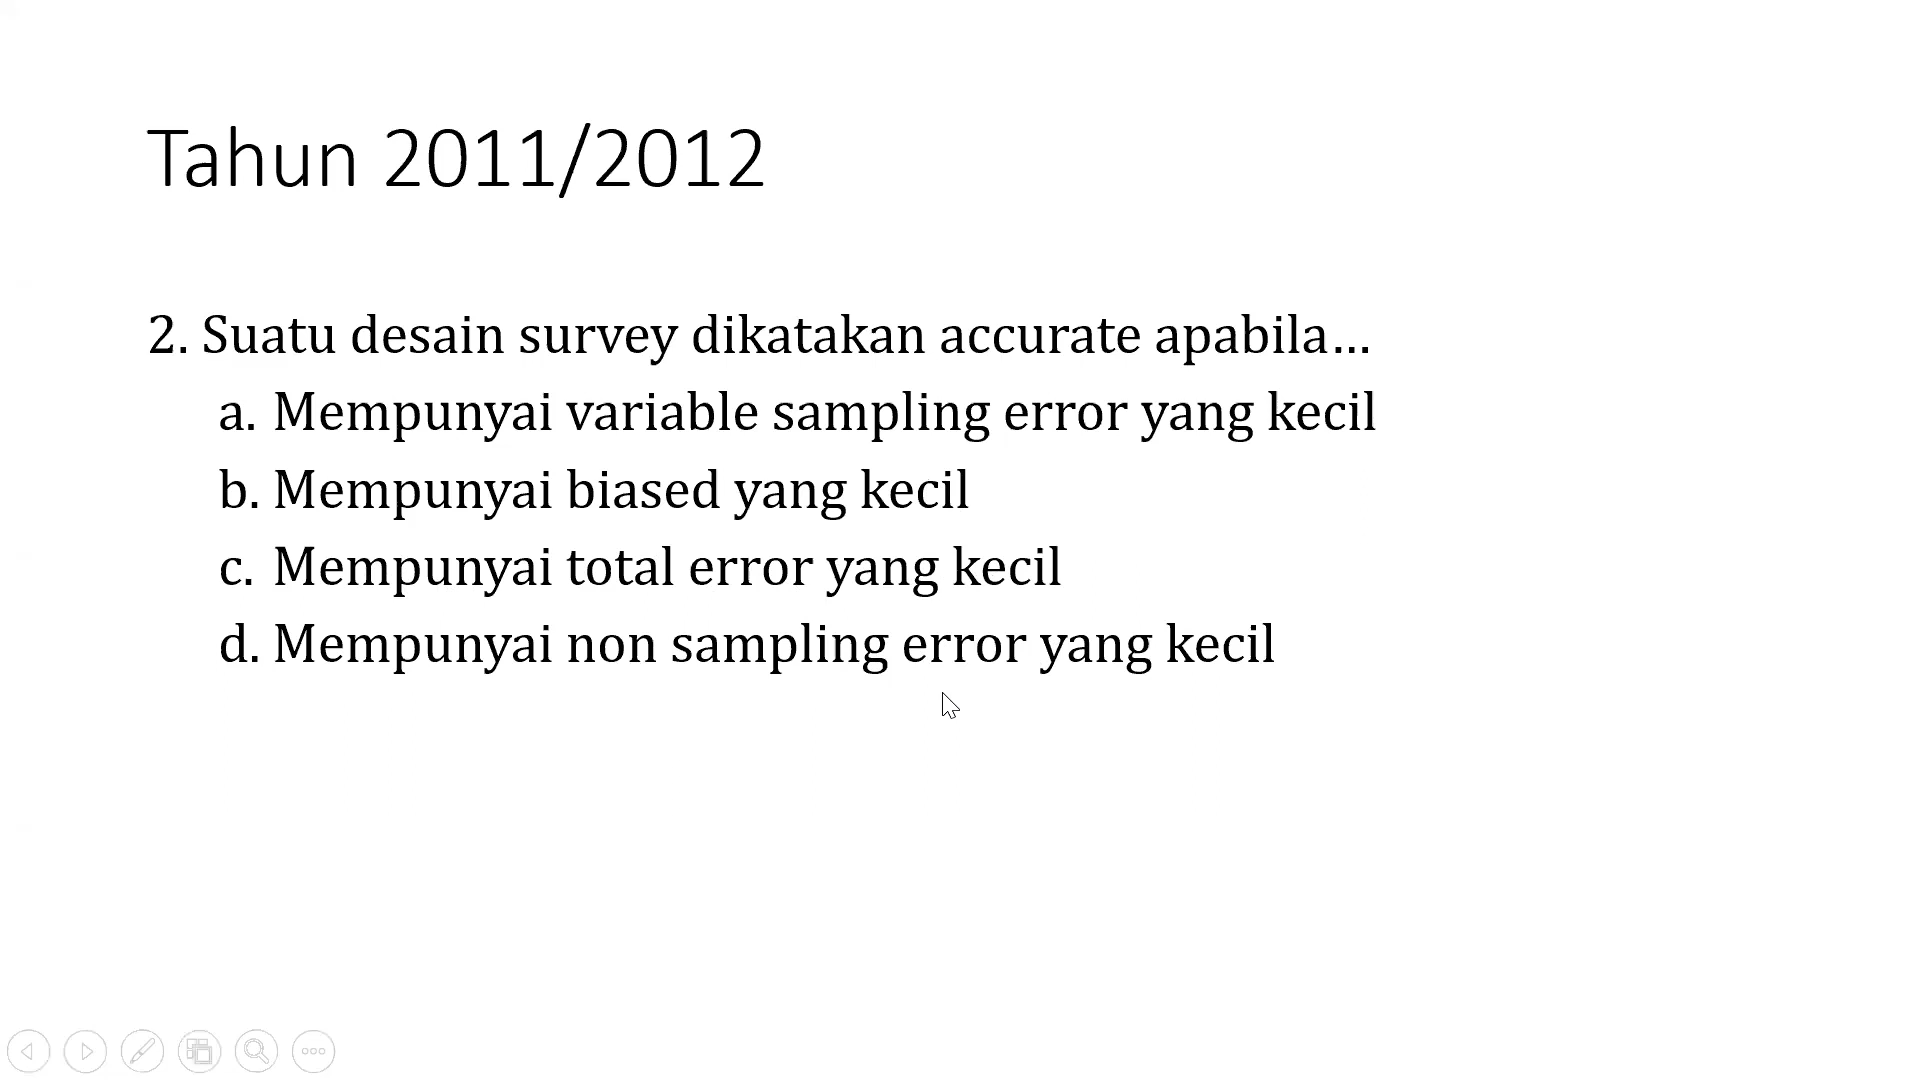 Tahun 2011/2012
2. Suatu desain survey dikatakan accurate apabila...
a. Mempunyai variable sampling error yang kecil
b. Mempunyai biased yang kecil
c. Mempunyai total error yang kecil
d. Mempunyai non sampling error yang kecil